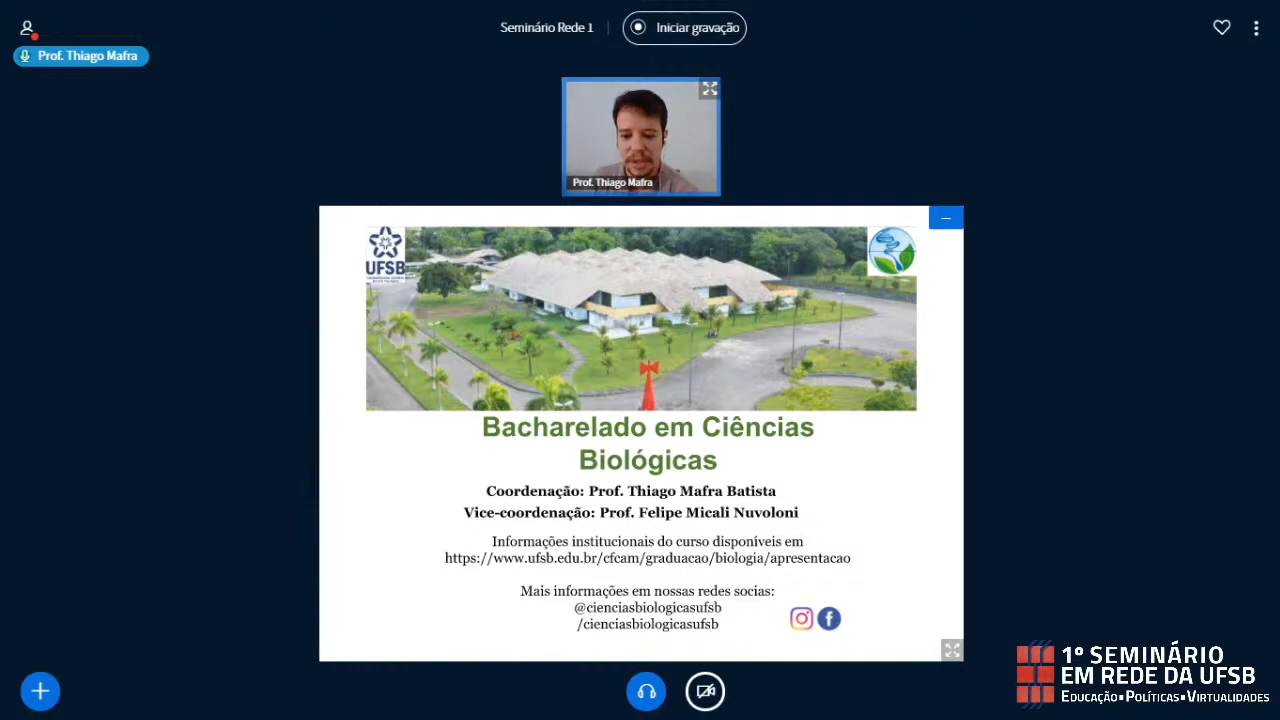 Seminário Rede 1
Iniciar gravação
Prof. Thiago Mafra
Prof. Thiago Mafra
UFSB
Bacharelado em Ciências
Biológicas
Coordenação: Prof. Thiago Mafra Batista
Vice-coordenação: Prof. Felipe Micali Nuvoloni
Informações institucionais do curso disponíveis em
https://www.ufsb.edu.br/cfcam/graduacao/biologia/apresentacao
Mais informações em nossas redes socias:
@cienciasbiologicasufsb
/cienciasbiologicasufsb
1º SEMINÁRIO
EM REDE DA UFSB
EDUCAÇÃO▪POLÍTICAS▪VIRTUALIDADES